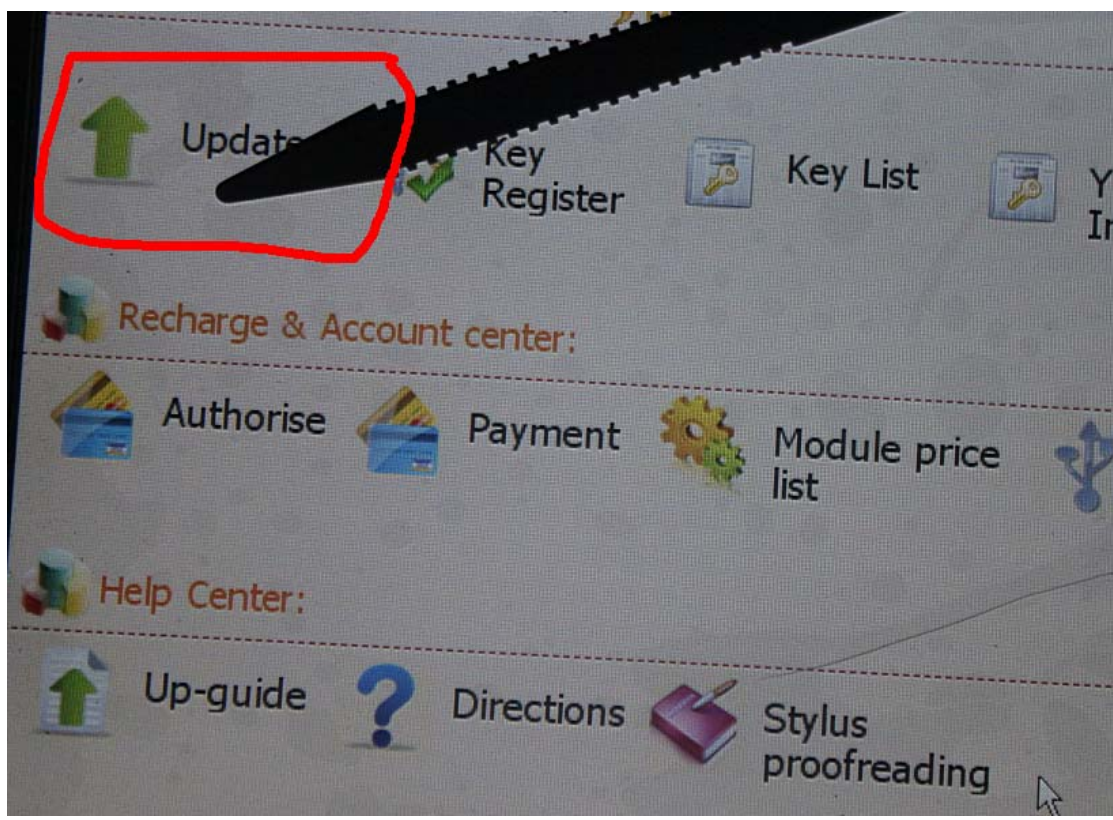 Update
Key
Register
Key List
Recharge & Account center:
Authorise
Payment
Module price
list
Help Center:
Up-guide
Directions
Stylus
proofreading